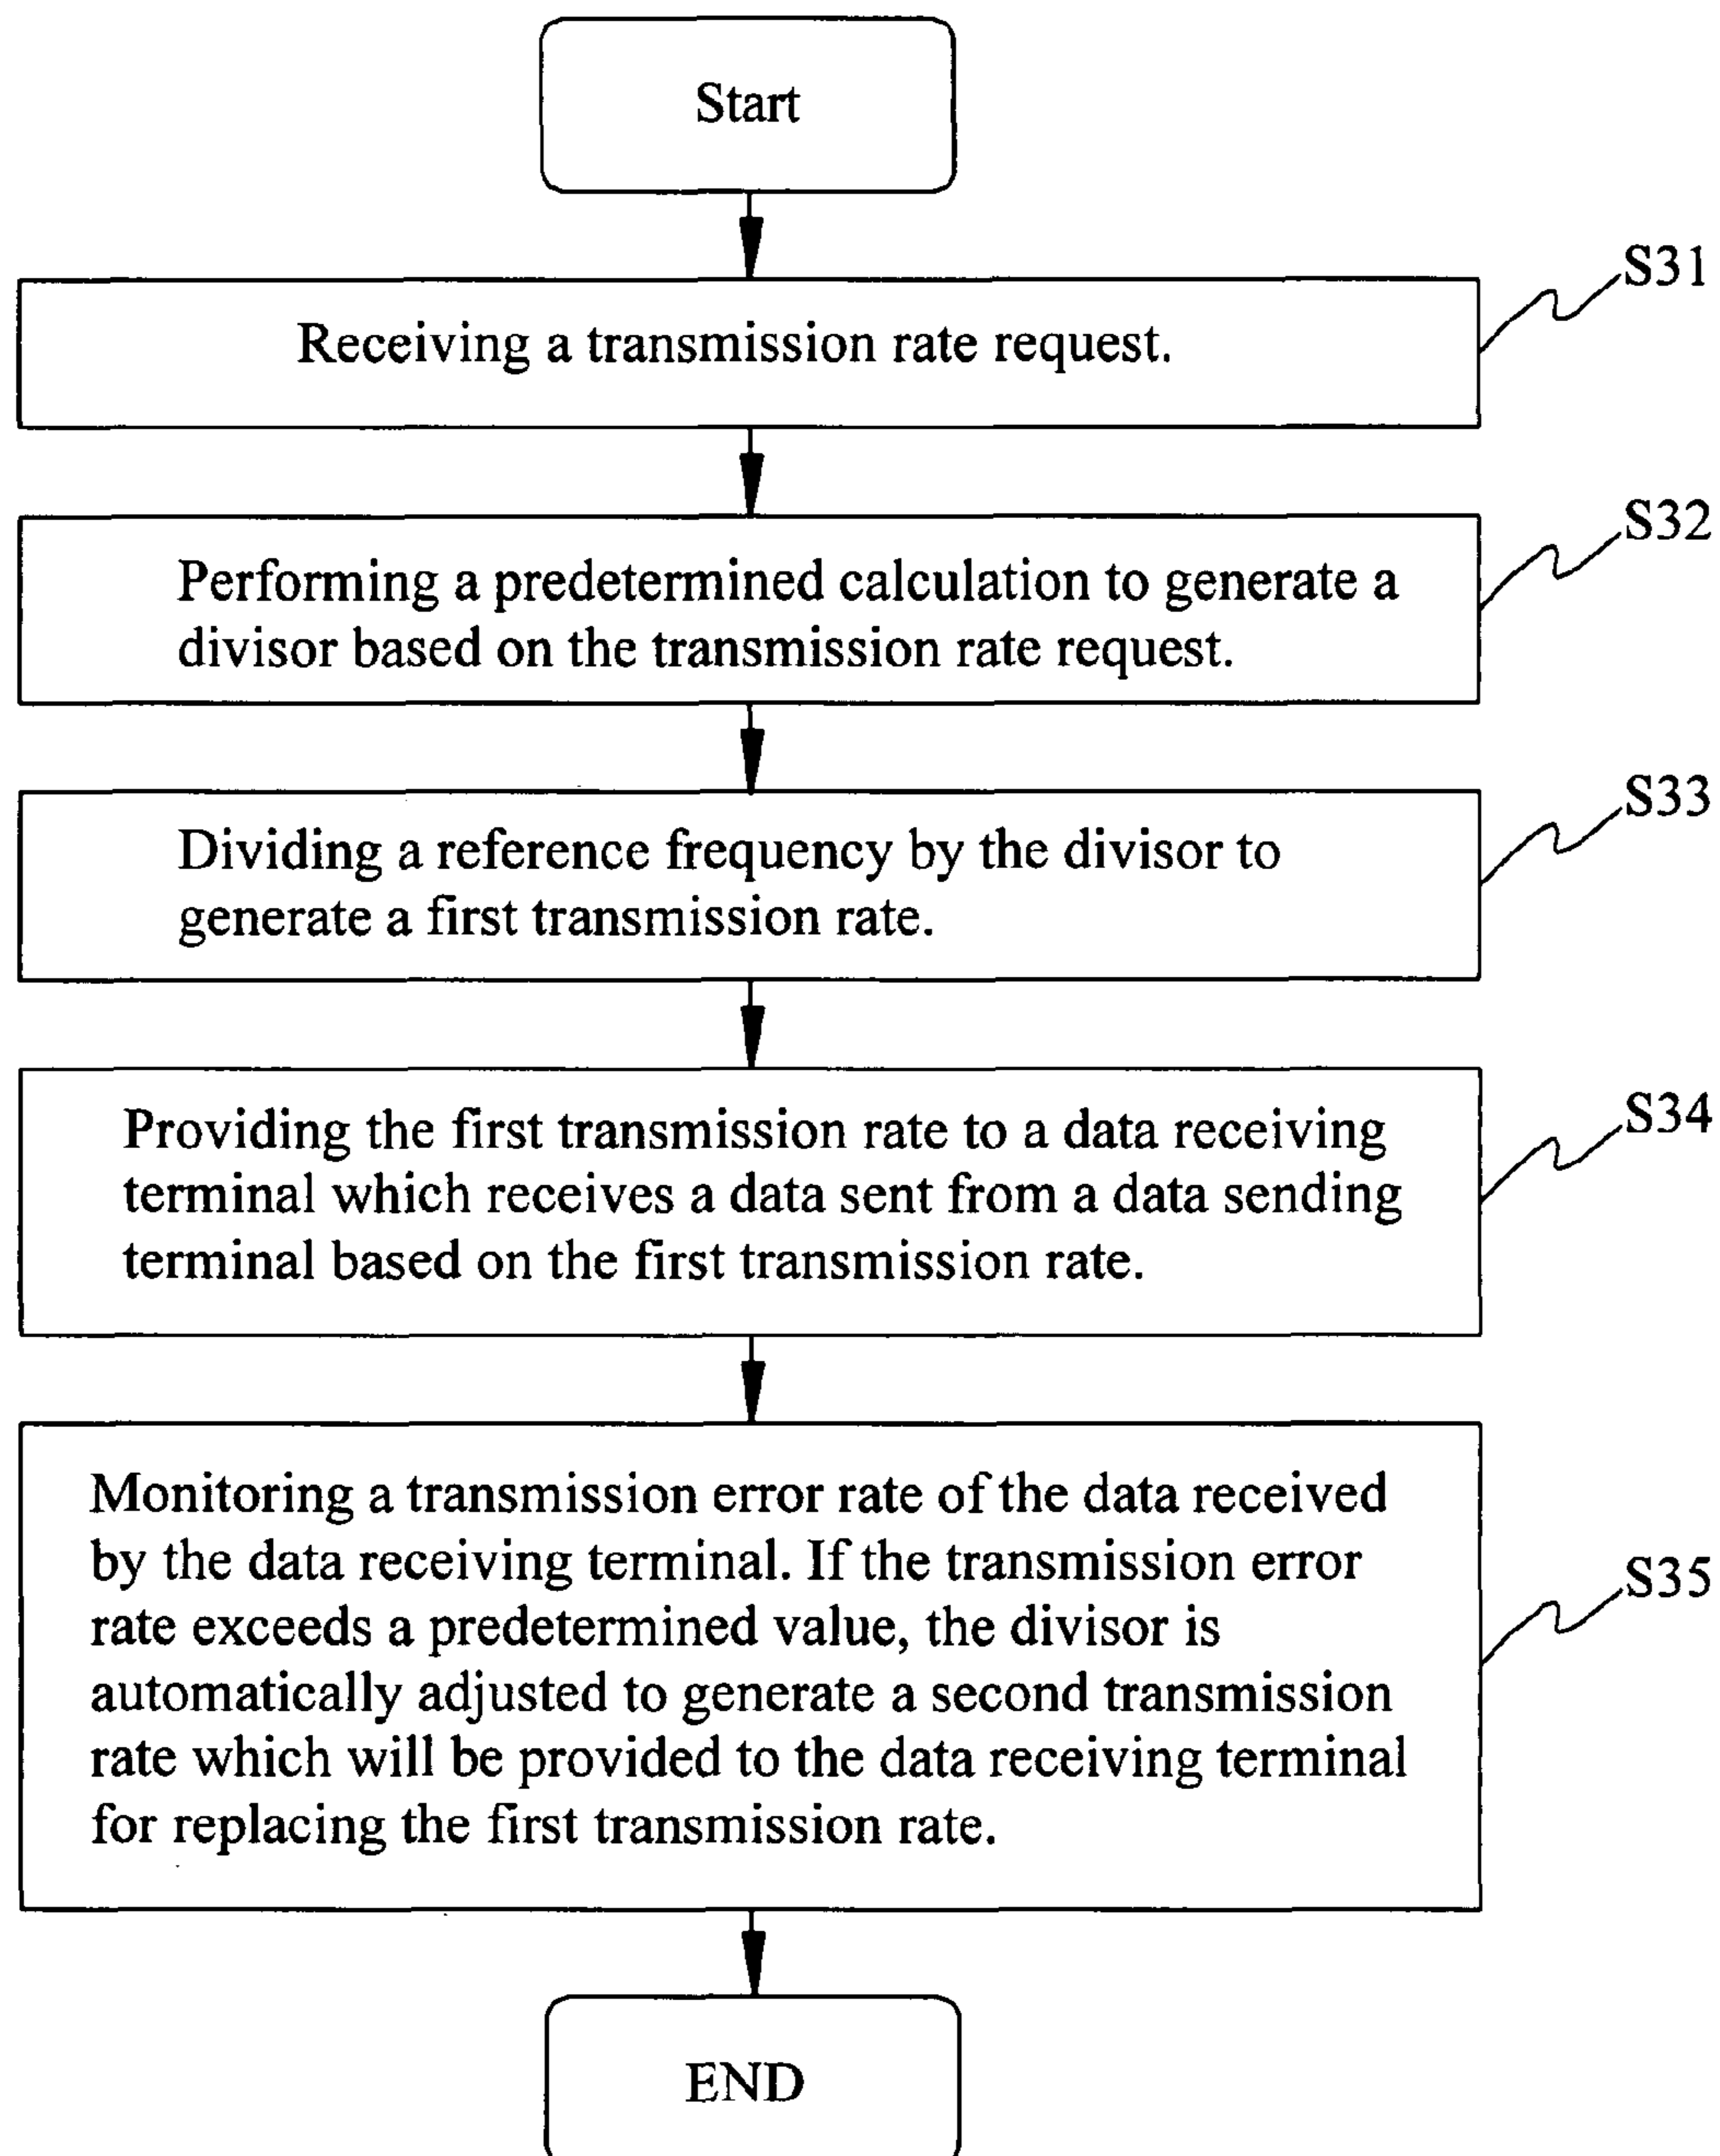 Start
S31
Receiving a transmission rate request.
S32
Performing a predetermined calculation to generate a
divisor based on the transmission rate request.
S33
Dividing a reference frequency by the divisor to
generate a first transmission rate.
S34
Providing the first transmission rate to a data receiving
terminal which receives a data sent from a data sending
terminal based on the first transmission rate.
Monitoring a transmission error rate of the data received
by the data receiving terminal. If the transmission error
S35
rate exceeds a predetermined value, the divisor is
automatically adjusted to generate a second transmission
rate which will be provided to the data receiving terminal
for replacing the first transmission rate.
END